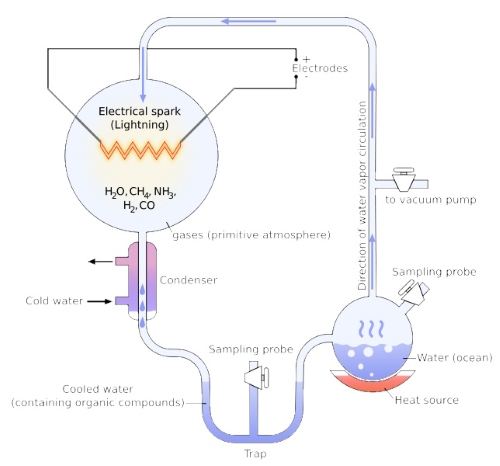 +
Electrodes
-
Electrical spark
(Lightning)
H₂O, CH₄, NH₃,
H₂, CO
gases (primitive atmosphere)
Direction of water vapor circulation
to vacuum pump
Sampling probe
Condenser
Cold water
Water (ocean)
Heat source
Sampling probe
Cooled water
(containing organic compounds)
Trap